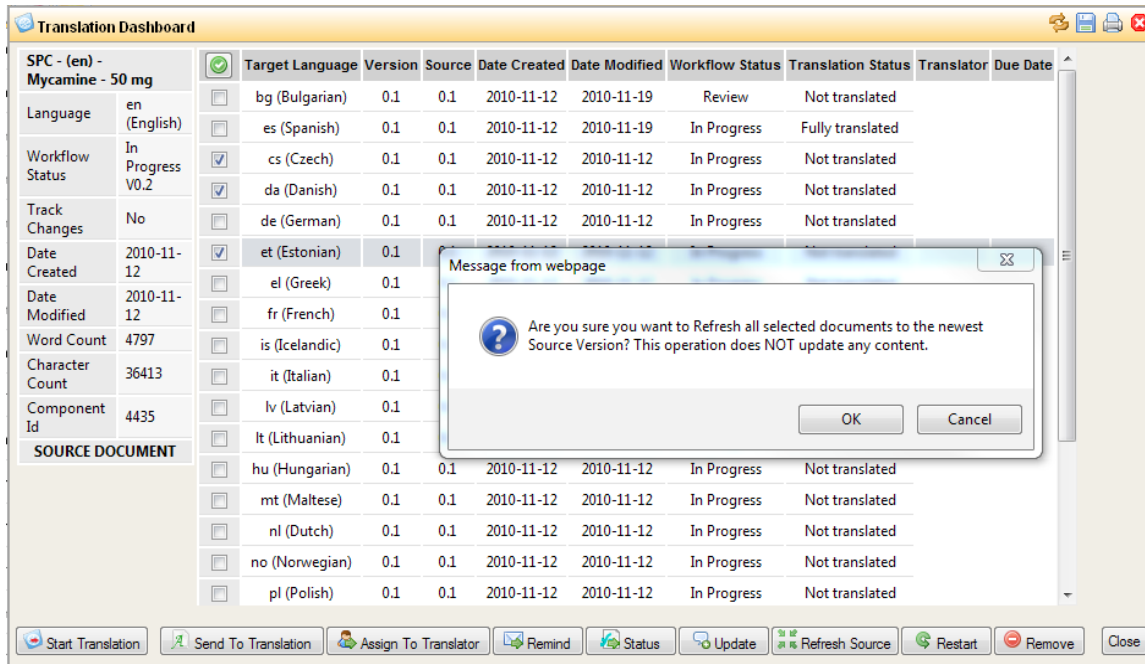 Translation Dashboard
SPC - (en) -
Mycamine - 50 mg
Language en
(English)
Workflow
Status In
Progress
V0.2
Track
Changes No
Date
Created 2010-11-
12
Date
Modified 2010-11-
12
Word Count 4797
Character
Count 36413
Component
Id 4435
SOURCE DOCUMENT
Target Language Version Source Date Created Date Modified Workflow Status Translation Status Translator Due Date
bg (Bulgarian) 0.1 0.1 2010-11-12 2010-11-19 Review Not translated
es (Spanish) 0.1 0.1 2010-11-12 2010-11-19 In Progress Fully translated
cs (Czech) 0.1 0.1 2010-11-12 2010-11-12 In Progress Not translated
da (Danish) 0.1 0.1 2010-11-12 2010-11-12 In Progress Not translated
de (German) 0.1 0.1 2010-11-12 2010-11-12 In Progress Not translated
et (Estonian) 0.1
el (Greek) 0.1
fr (French) 0.1
is (Icelandic) 0.1
it (Italian) 0.1
lv (Latvian) 0.1
lt (Lithuanian) 0.1
hu (Hungarian) 0.1 0.1 2010-11-12 2010-11-12 In Progress Not translated
mt (Maltese) 0.1 0.1 2010-11-12 2010-11-12 In Progress Not translated
nl (Dutch) 0.1 0.1 2010-11-12 2010-11-12 In Progress Not translated
no (Norwegian) 0.1 0.1 2010-11-12 2010-11-12 In Progress Not translated
pl (Polish) 0.1 0.1 2010-11-12 2010-11-12 In Progress Not translated
Message from webpage
Are you sure you want to Refresh all selected documents to the newest
Source Version? This operation does NOT update any content.
OK Cancel
Start Translation Send To Translation Assign To Translator Remind Status Update Refresh Source Restart Remove Close